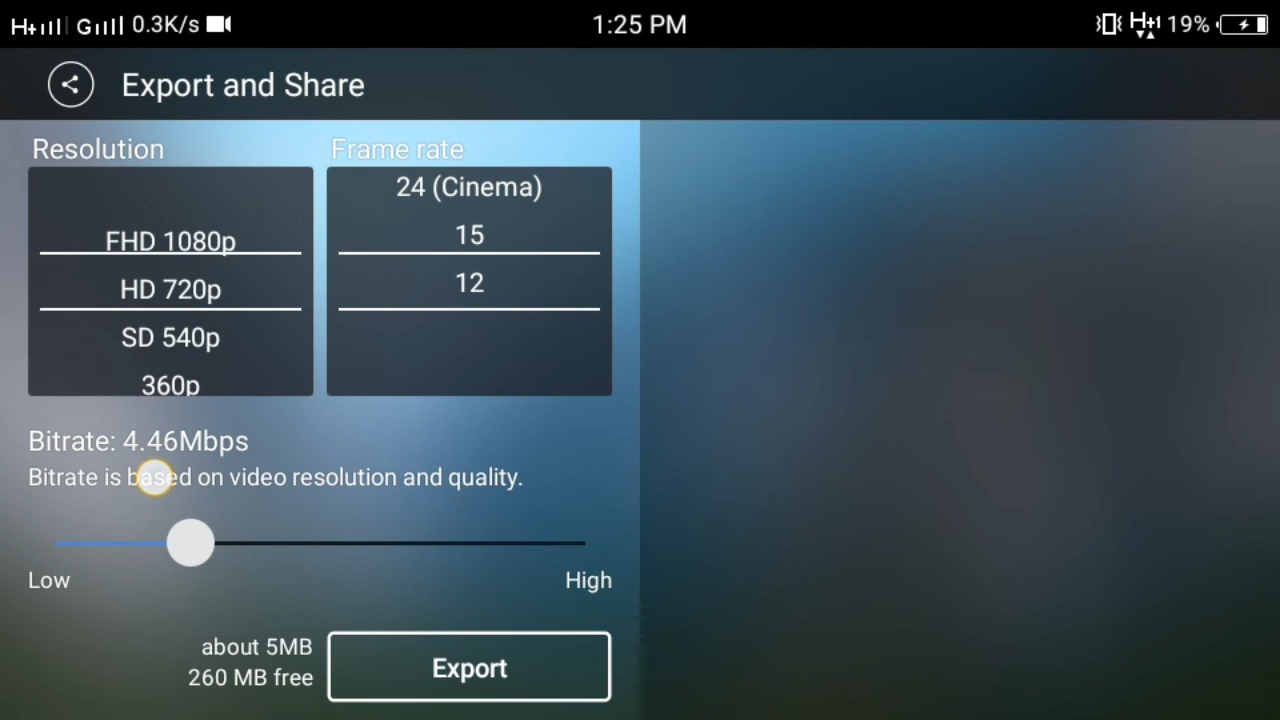 H+ G 0.3K/s 1:25 PM H+1 19%
Export and Share
Resolution Frame rate
24 (Cinema)
FHD 1080p 15
HD 720p 12
SD 540p
360p
Bitrate: 4.46Mbps
Bitrate is based on video resolution and quality.
Low High
about 5MB
260 MB free
Export